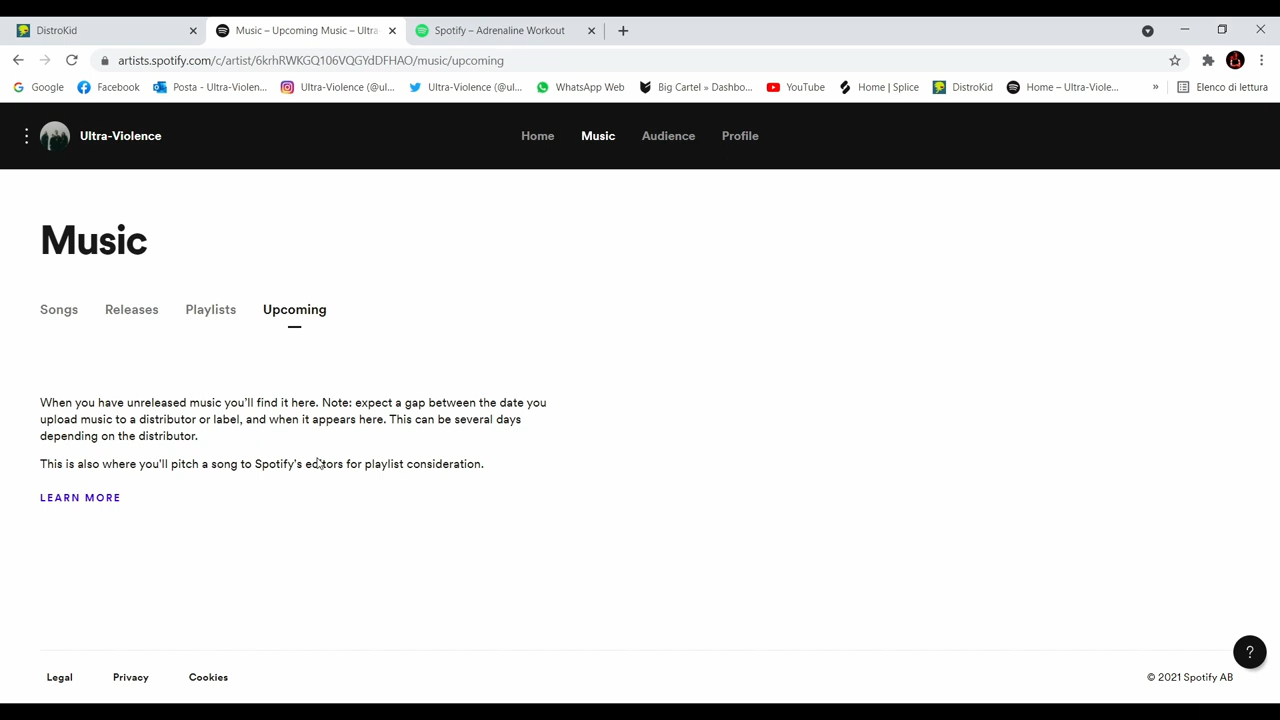 DistroKid
Music – Upcoming Music – Ultra
Spotify – Adrenaline Workout
artists.spotify.com/c/artist/6krhRWKGQ106VQGYdDFHAO/music/upcoming
Google
Facebook
Posta - Ultra-Violen...
Ultra-Violence (@ul...
Ultra-Violence (@ul...
WhatsApp Web
Big Cartel » Dashbo...
YouTube
Home | Splice
DistroKid
Home – Ultra-Viole...
»
Elenco di lettura
Ultra-Violence
Home
Music
Audience
Profile
Music
Songs
Releases
Playlists
Upcoming
When you have unreleased music you'll find it here. Note: expect a gap between the date you
upload music to a distributor or label, and when it appears here. This can be several days
depending on the distributor.
This is also where you'll pitch a song to Spotify's editors for playlist consideration.
LEARN MORE
?
Legal
Privacy
Cookies
© 2021 Spotify AB